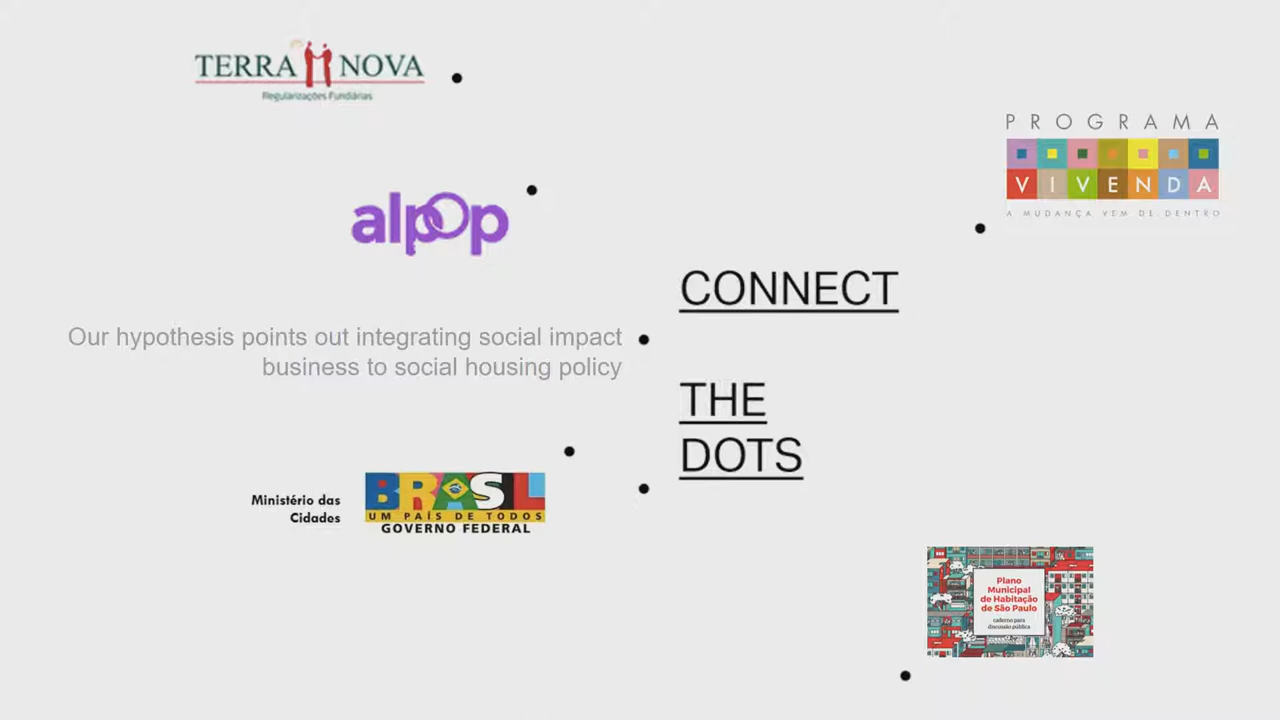 TERRA NOVA
Regularizações Fundiárias
PROGRAMA
VIVENDA
A MUDANÇA VEM DE DENTRO
alpop
CONNECT
Our hypothesis points out integrating social impact
business to social housing policy
THE
DOTS
Ministério das
Cidades
BRASIL
UM PAÍS DE TODOS
GOVERNO FEDERAL
Plano
Municipal
de Habitação
de São Paulo
caderno para
discussão pública